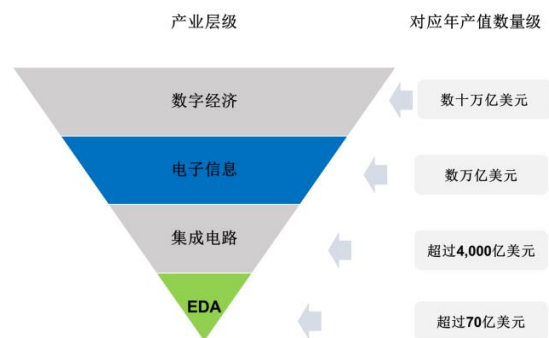 产业层级
对应年产值数量级
数字经济
数十万亿美元
电子信息
数万亿美元
集成电路
超过4,000亿美元
EDA
超过70亿美元